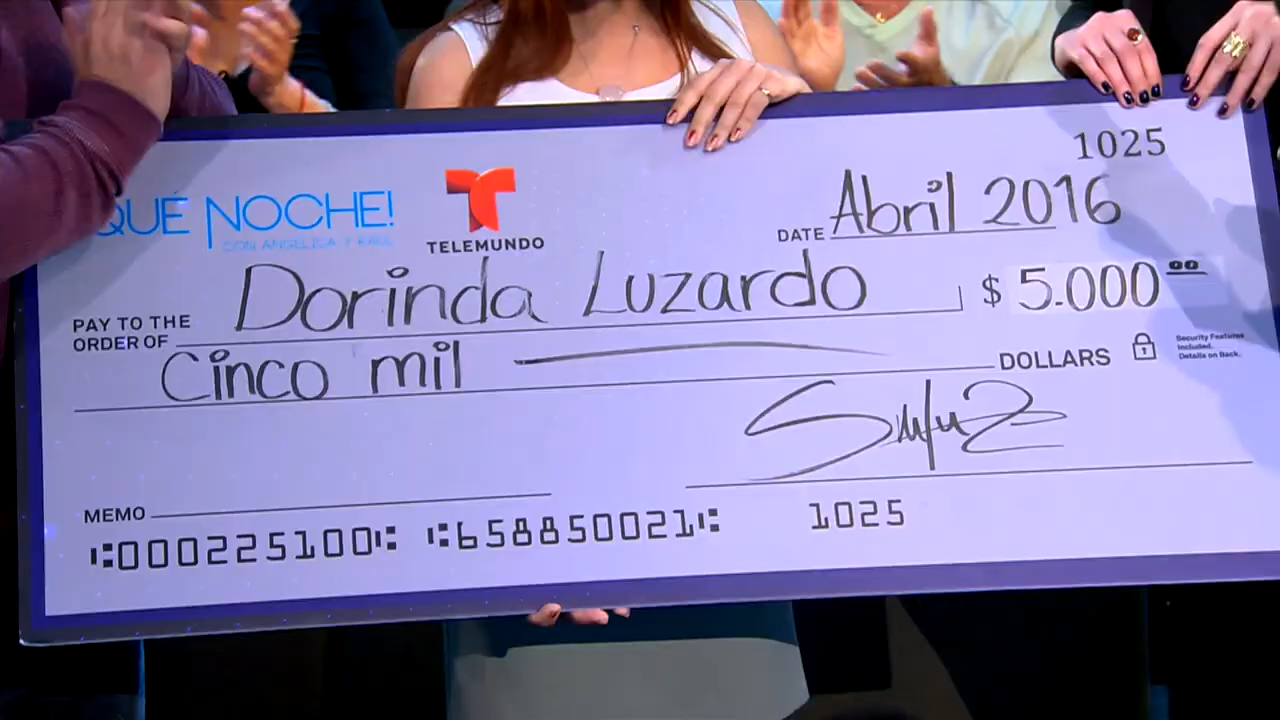 1025
¡QUÉ NOCHE!
CON ANGÉLICA Y RAÚL
TELEMUNDO
DATE Abril 2016
PAY TO THE ORDER OF Dorinda Luzardo $ 5.000 00
Cinco mil DOLLARS
Security Features
Included.
Details on Back.
MEMO
⑆000225100⑆ ⑆658850021⑆ 1025